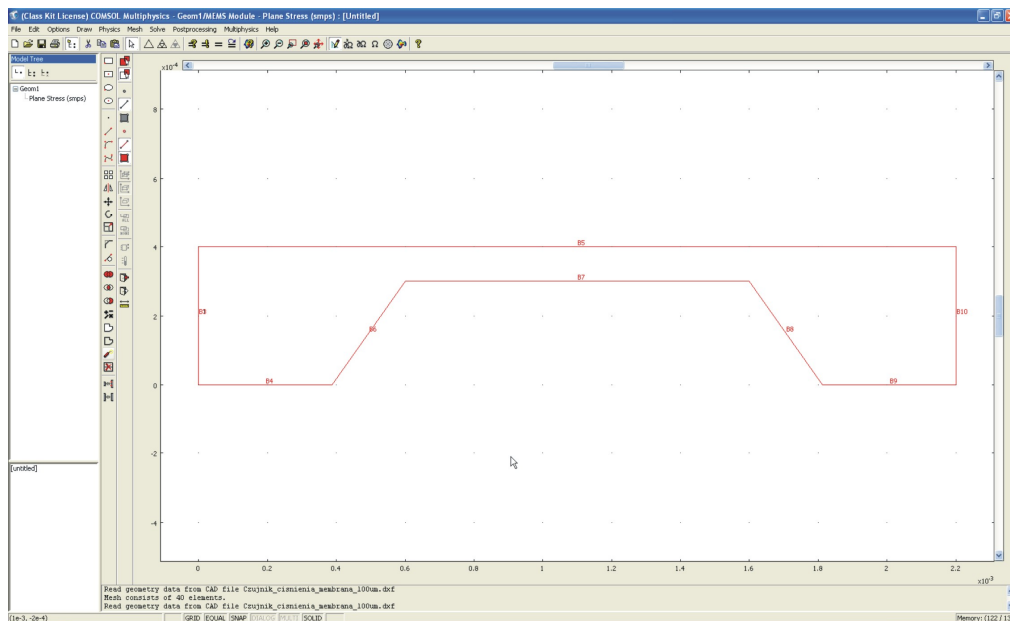 (Class Kit License) COMSOL Multiphysics - Geom1/MEMS Module - Plane Stress (smps) : [Untitled]
File Edit Options Draw Physics Mesh Solve Postprocessing Multiphysics Help
Model Tree
Geom1
Plane Stress (smps)
[untitled]
x10⁻⁴
8
6
4
2
0
-2
-4
B5
B7
B10
B6
B8
B4
B9
0 0.2 0.4 0.6 0.8 1 1.2 1.4 1.6 1.8 2 2.2
x10⁻³
Read geometry data from CAD file Czujnik_cisnienia_membrana_100um.dxf
Mesh consists of 40 elements.
Read geometry data from CAD file Czujnik_cisnienia_membrana_100um.dxf
(1e-3, -2e-4) GRID EQUAL SNAP DIALOG MULTI SOLID Memory: (122 / 13